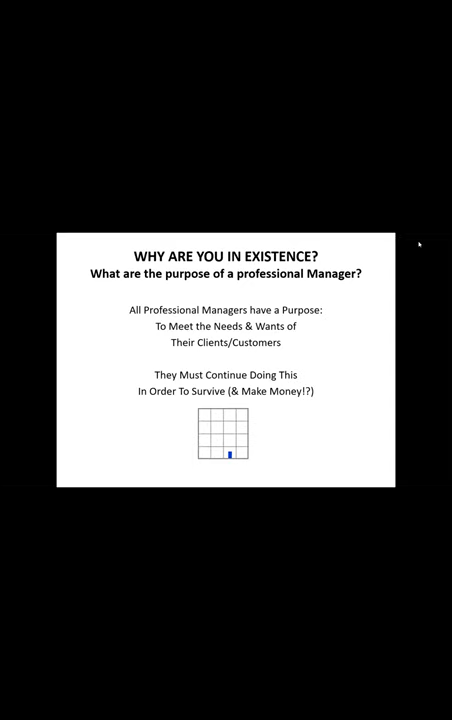 WHY ARE YOU IN EXISTENCE?
What are the purpose of a professional Manager?
All Professional Managers have a Purpose:
To Meet the Needs & Wants of
Their Clients/Customers
They Must Continue Doing This
In Order To Survive (& Make Money!?)